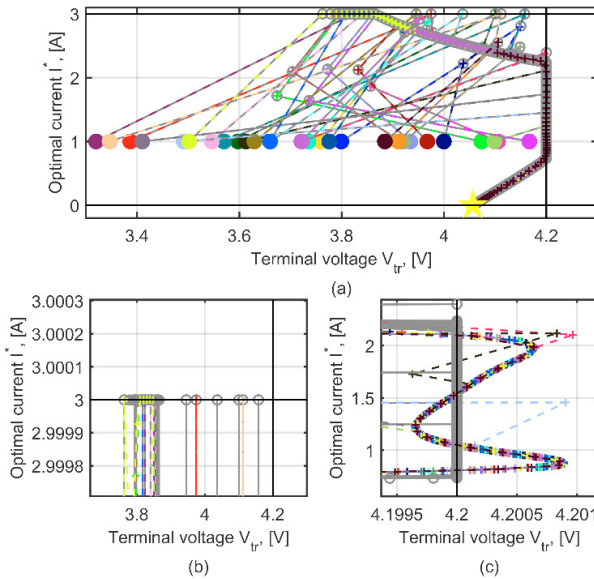 3
2
1
0
Optimal current I*, [A]
3.4 3.6 3.8 4 4.2
Terminal voltage Vtr, [V]
(a)
3.0003
3.0002
3.0001
3
2.9999
2.9998
Optimal current I*, [A]
3.8 4 4.2
Terminal voltage Vtr, [V]
(b)
2
1.5
1
Optimal current I*, [A]
4.1995 4.2 4.2005 4.201
Terminal voltage Vtr, [V]
(c)